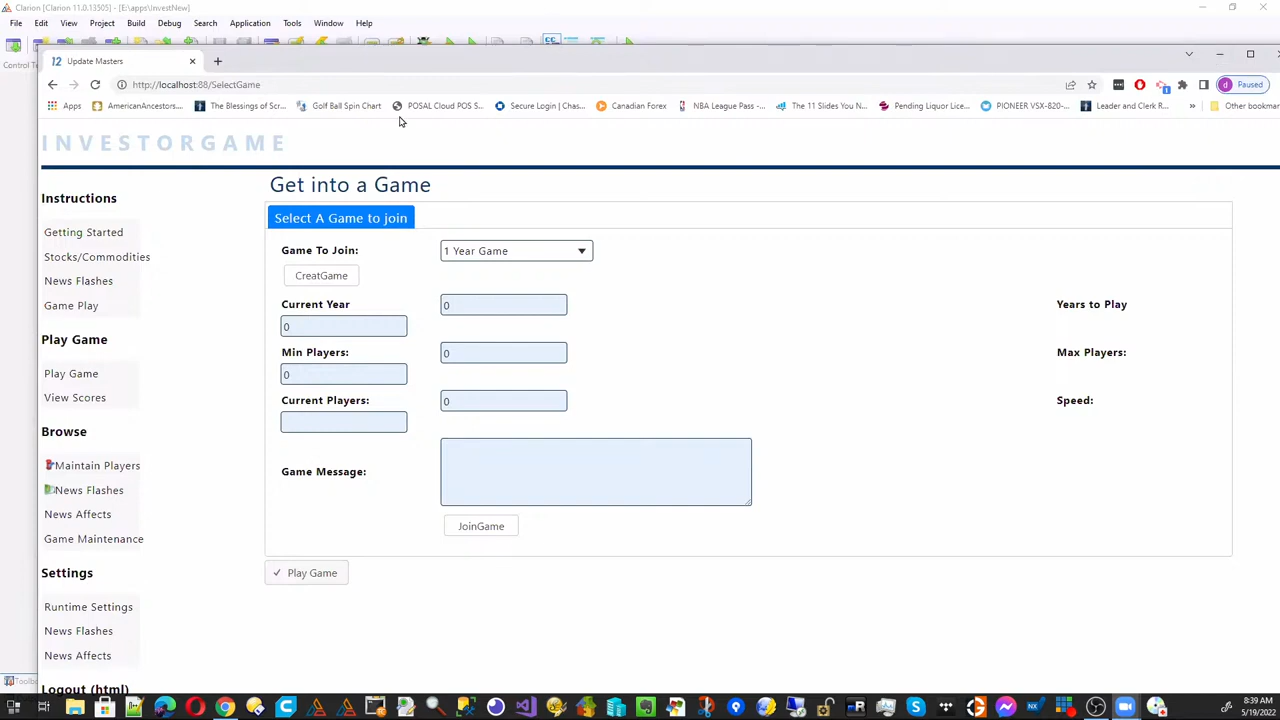 Clarion (Clarion 11.0.13505) - [E:\apps\InvestNew]
File Edit View Project Build Debug Search Application Tools Window Help
12 Update Masters
http://localhost:88/SelectGame
Paused
Apps AmericanAncestors... The Blessings of Scr... Golf Ball Spin Chart POSAL Cloud POS S... Secure Login | Chas... Canadian Forex NBA League Pass -... The 11 Slides You N... Pending Liquor Lice... PIONEER VSX-820-... Leader and Clerk R... » Other bookmar
INVESTORGAME
Get into a Game
Instructions
Select A Game to join
Getting Started
Game To Join: 1 Year Game
Stocks/Commodities
CreatGame
News Flashes
Game Play
Current Year 0 Years to Play
0
Play Game
Min Players: 0 Max Players:
Play Game
0
View Scores
Current Players: 0 Speed:
Browse
Maintain Players
Game Message:
News Flashes
News Affects
JoinGame
Game Maintenance
Settings
Play Game
Runtime Settings
News Flashes
News Affects
Logout (html)
8:39 AM
5/19/2022